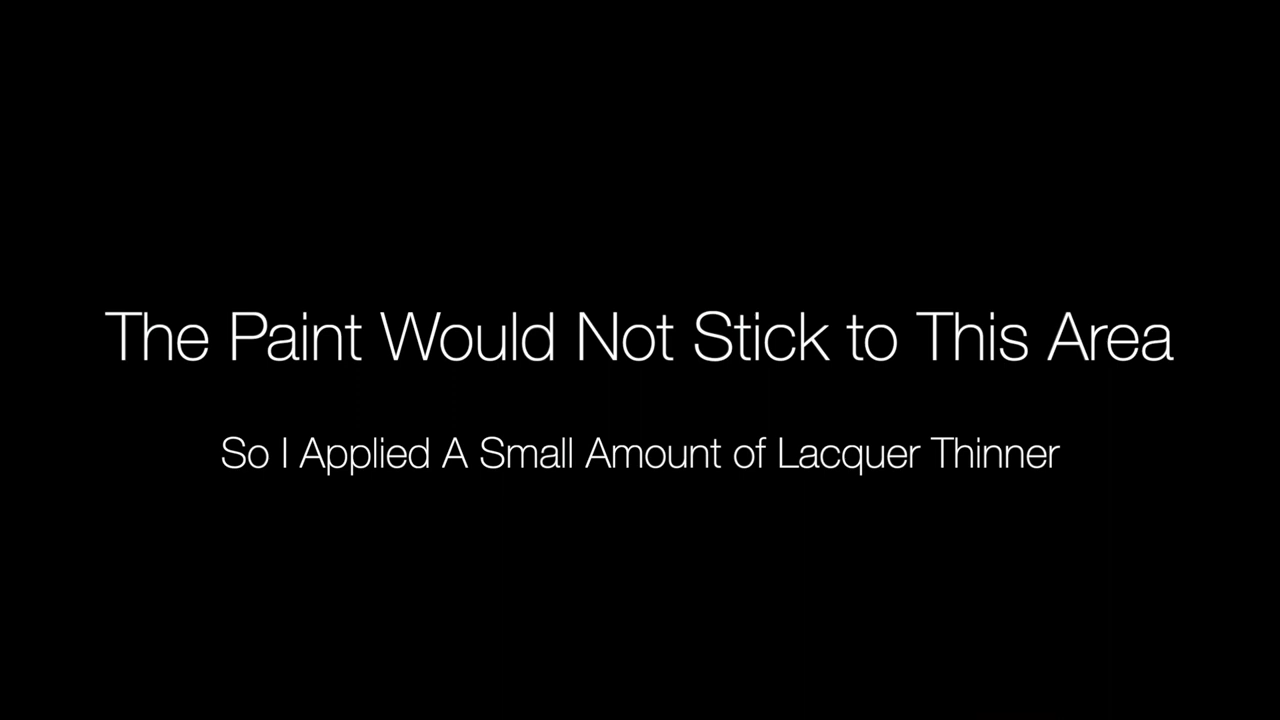 The Paint Would Not Stick to This Area
So I Applied A Small Amount of Lacquer Thinner